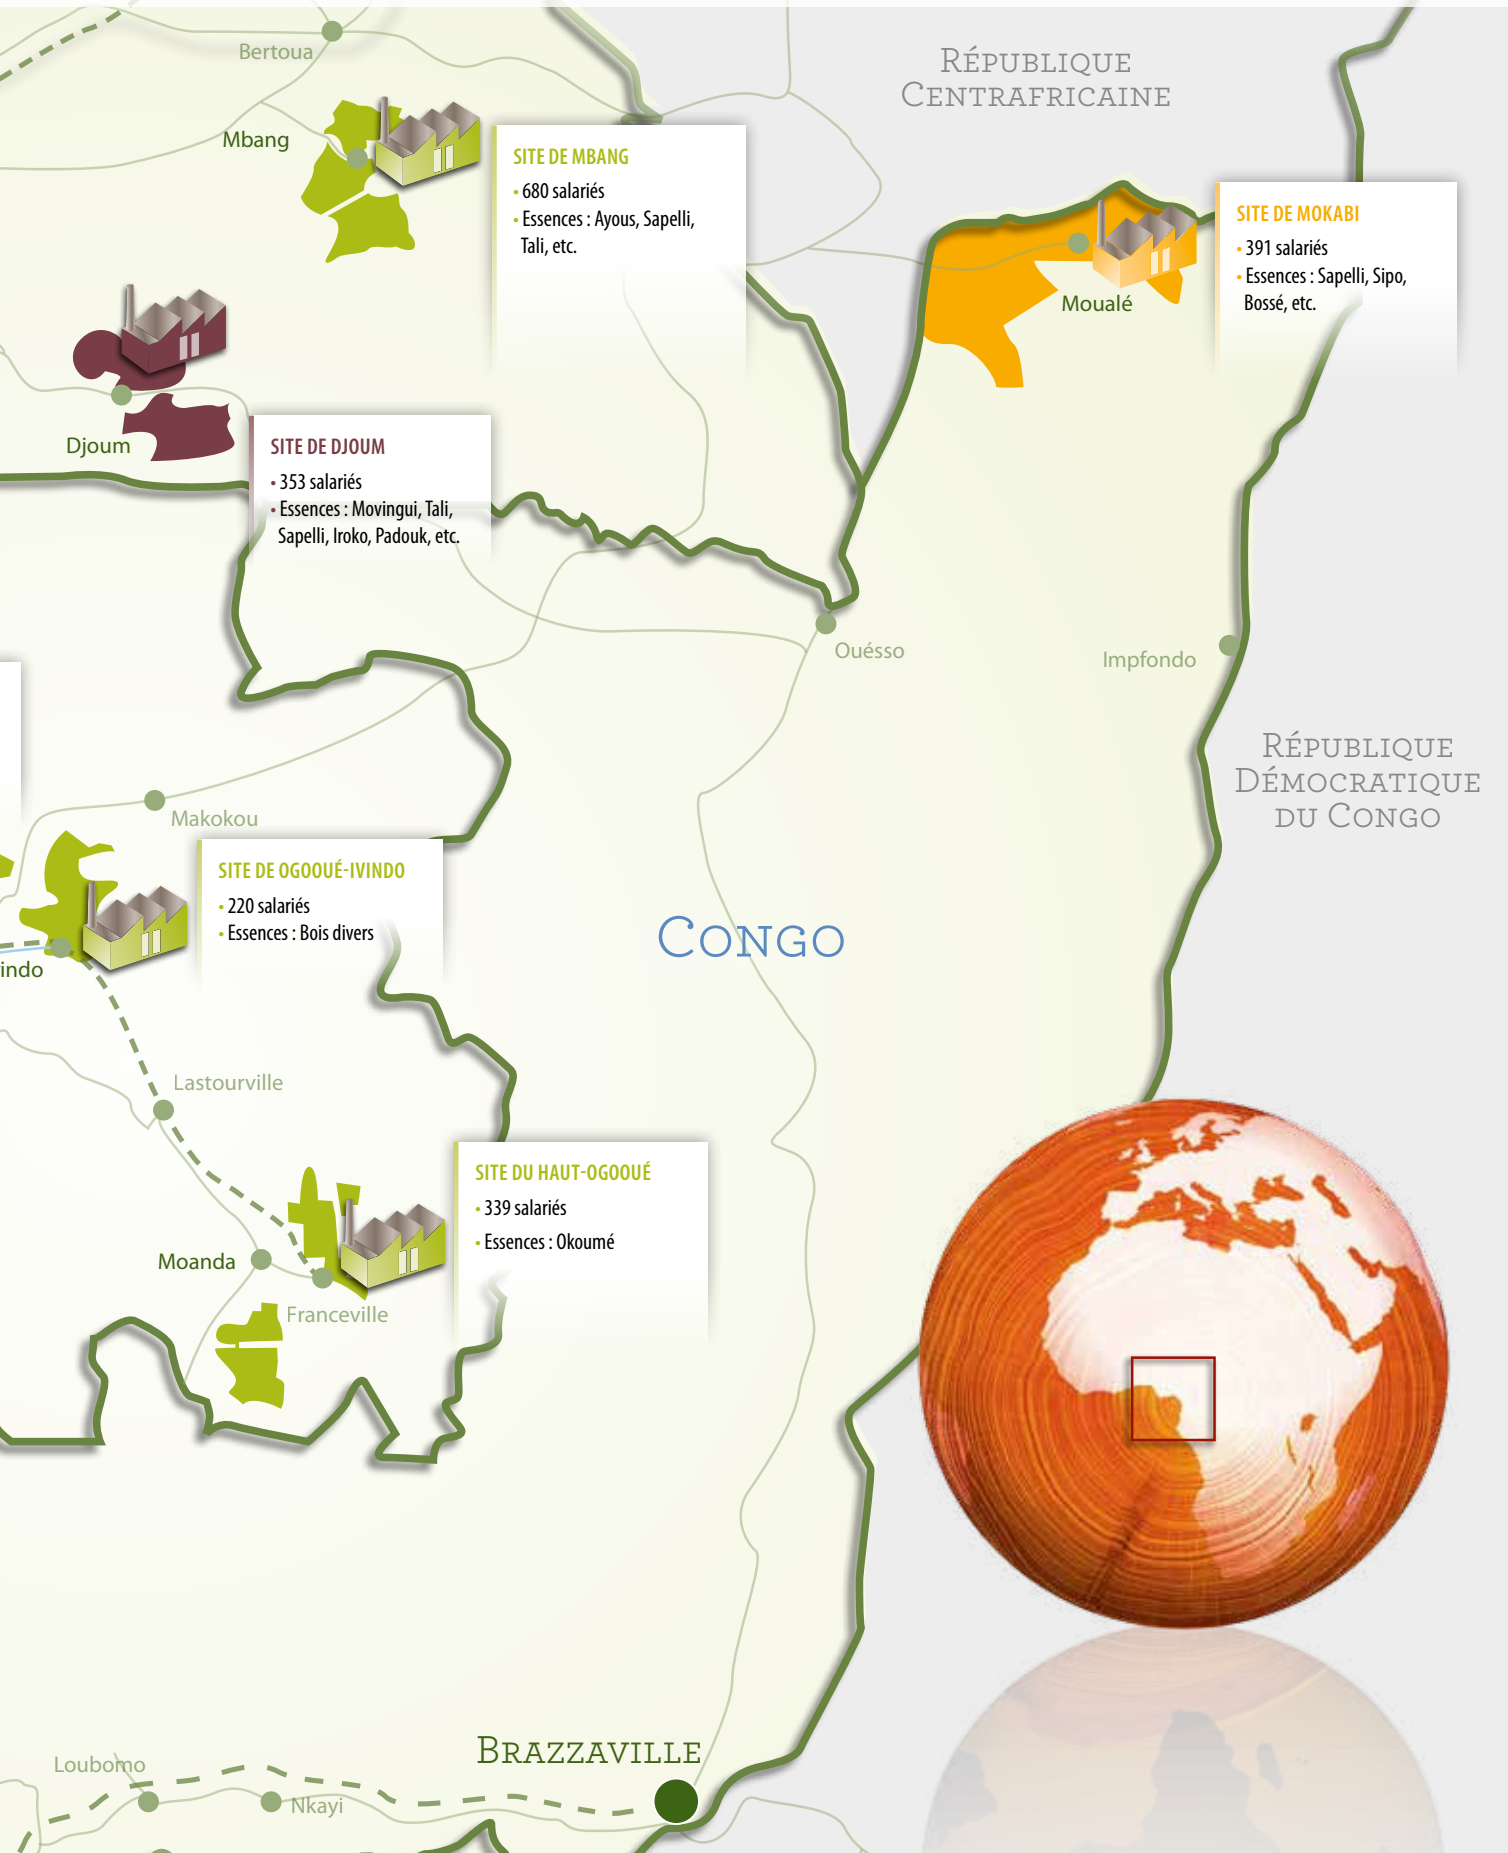 Bertoua
République
Centrafricaine
Mbang
SITE DE MBANG
• 680 salariés
• Essences : Ayous, Sapelli,
Tali, etc.
SITE DE MOKABI
• 391 salariés
• Essences : Sapelli, Sipo,
Bossé, etc.
Moualé
Djoum
SITE DE DJOUM
• 353 salariés
• Essences : Movingui, Tali,
Sapelli, Iroko, Padouk, etc.
Ouésso
Impfondo
République
Démocratique
du Congo
Makokou
SITE DE OGOOUÉ-IVINDO
• 220 salariés
• Essences : Bois divers
Congo
indo
Lastourville
SITE DU HAUT-OGOOUÉ
• 339 salariés
• Essences : Okoumé
Moanda
Franceville
Brazzaville
Loubomo
Nkayi